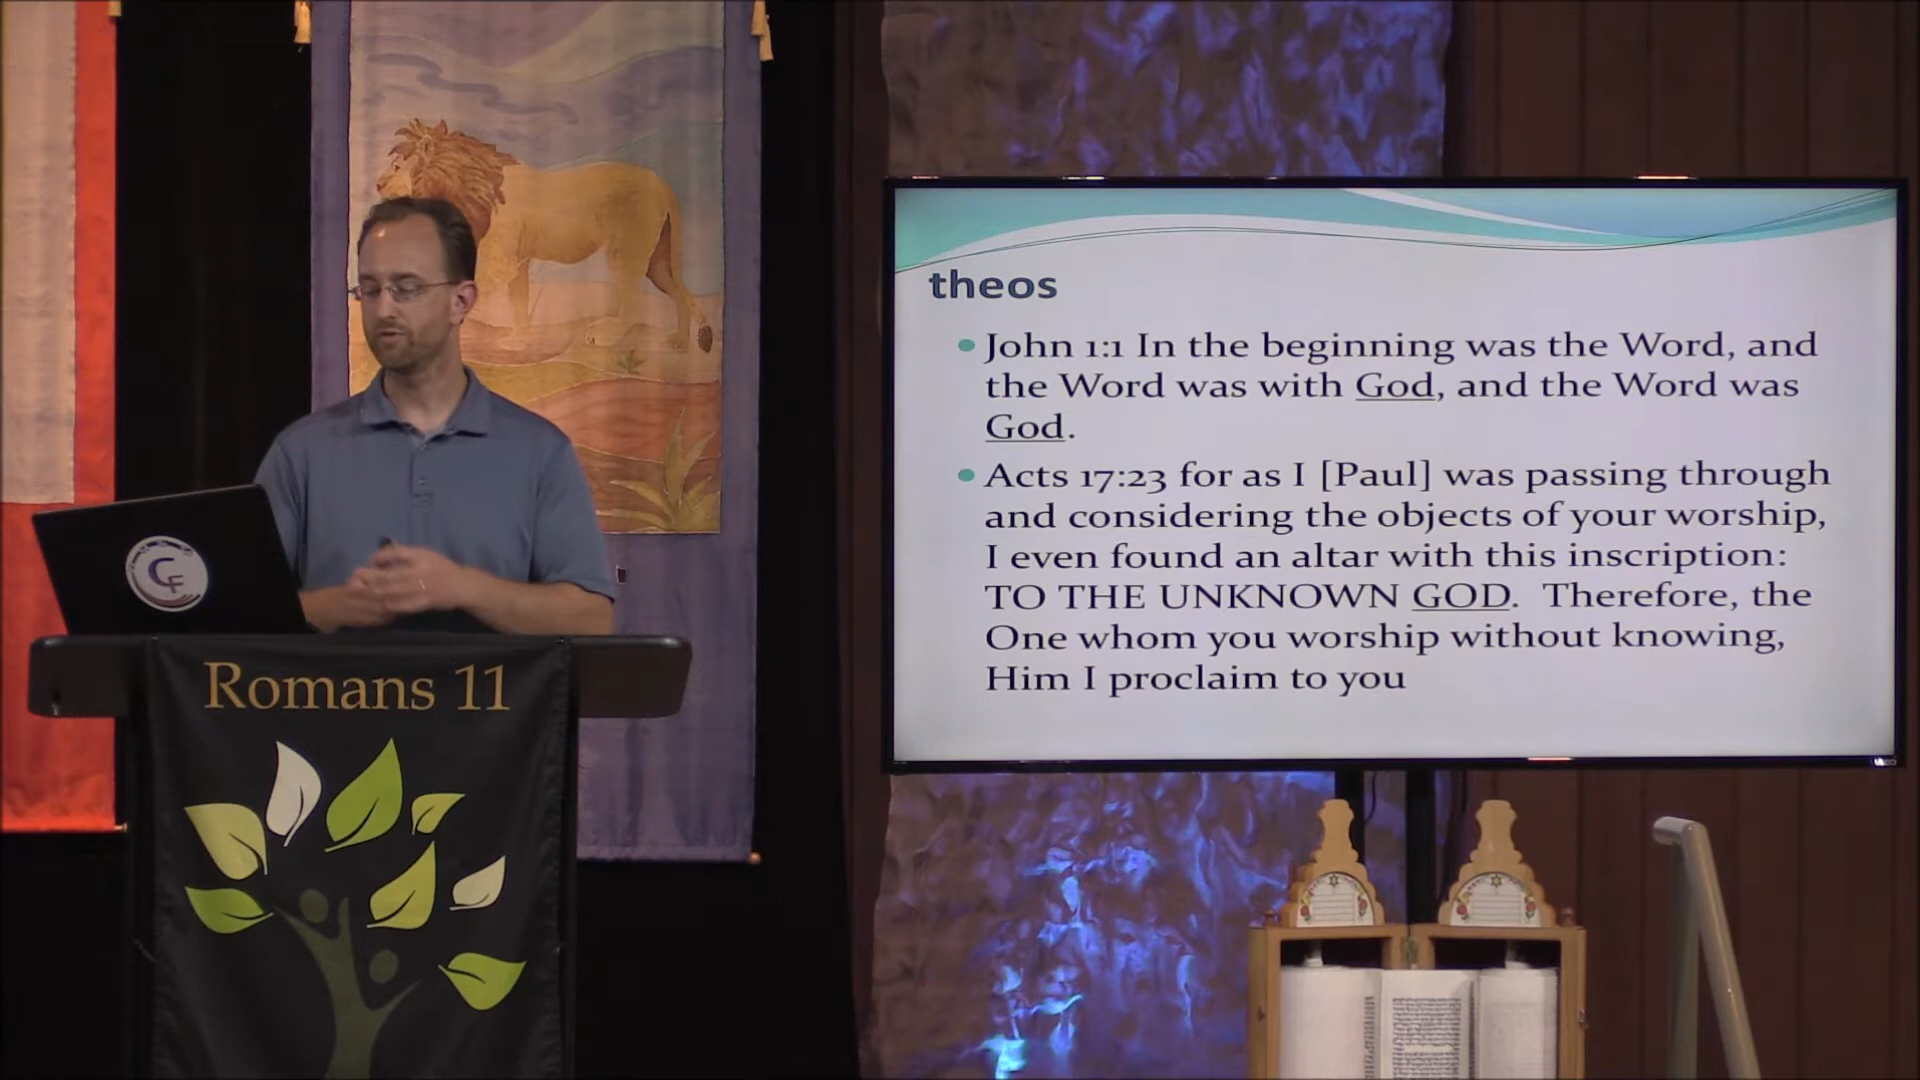 theos
John 1:1 In the beginning was the Word, and
the Word was with God, and the Word was
God.
Acts 17:23 for as I [Paul] was passing through
and considering the objects of your worship,
I even found an altar with this inscription:
TO THE UNKNOWN GOD.  Therefore, the
One whom you worship without knowing,
Him I proclaim to you
CF
Romans 11